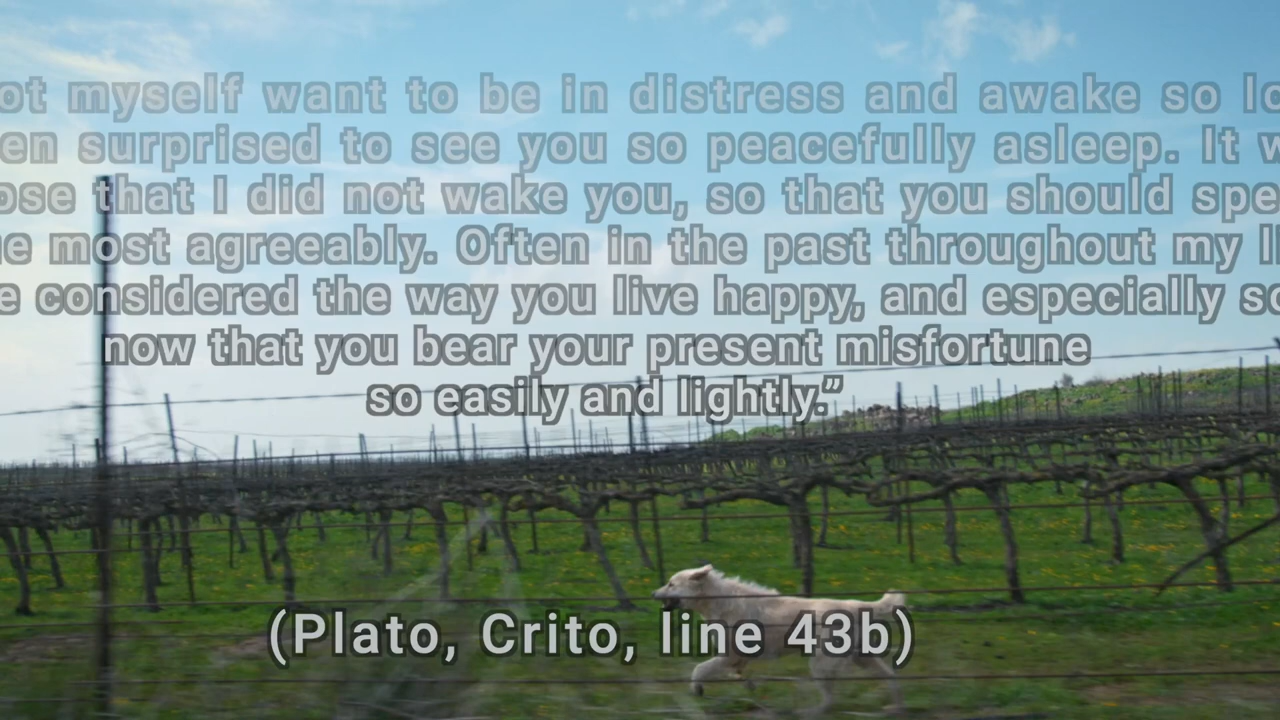 ot myself want to be in distress and awake so lo
en surprised to see you so peacefully asleep. It w
ose that I did not wake you, so that you should spe
e most agreeably. Often in the past throughout my li
e considered the way you live happy, and especially so
now that you bear your present misfortune
so easily and lightly.”
(Plato, Crito, line 43b)